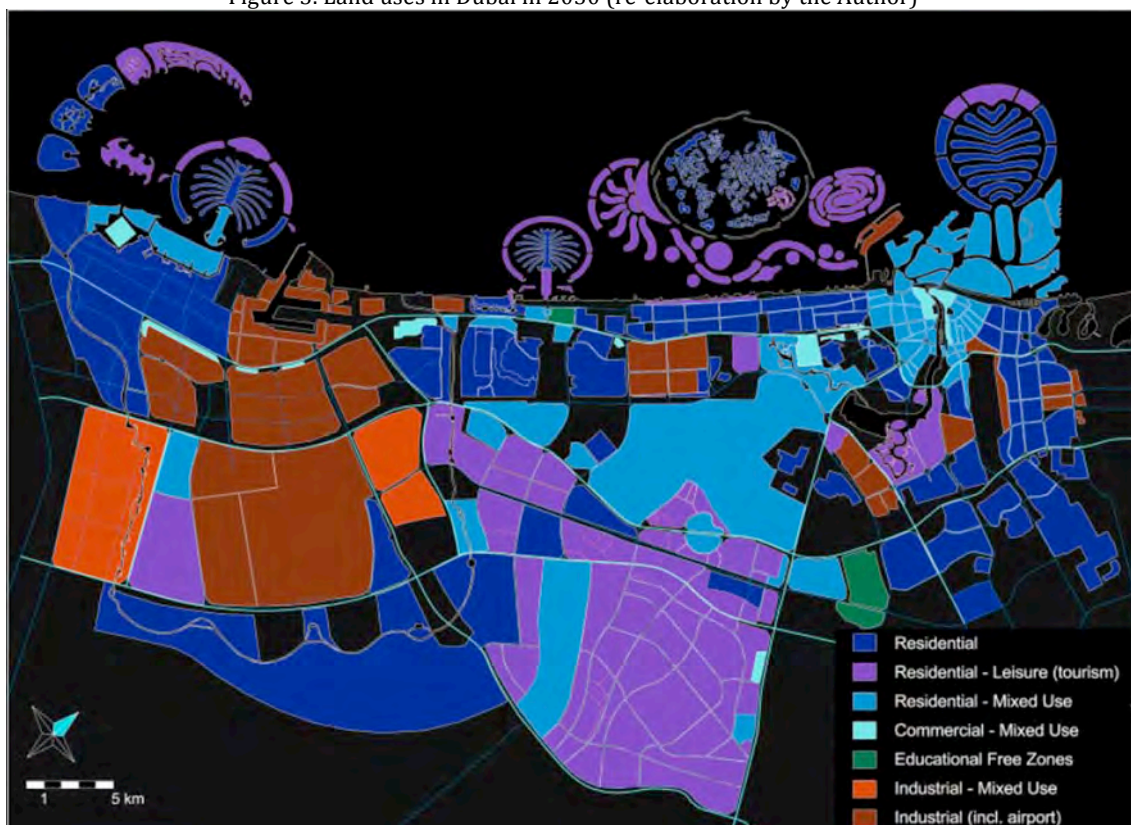 Figure 3. Land uses in Dubai in 2030 (re-elaboration by the Author)
Residential
Residential - Leisure (tourism)
Residential - Mixed Use
Commercial - Mixed Use
Educational Free Zones
Industrial - Mixed Use
Industrial (incl. airport)
1 5 km